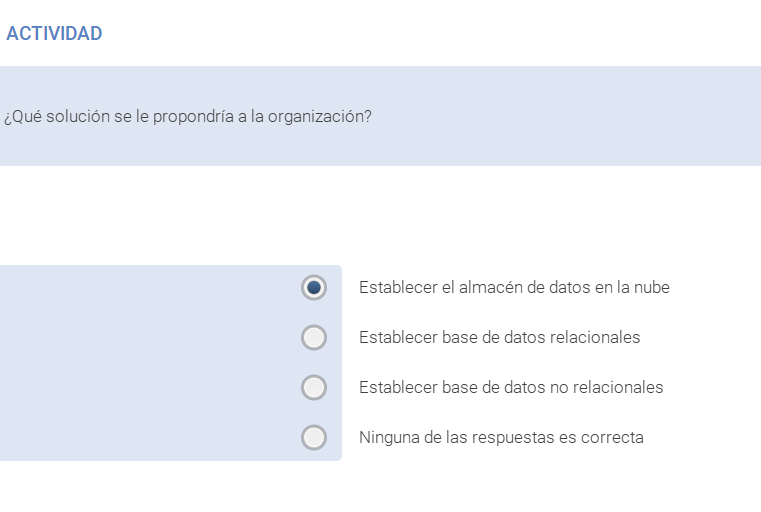 ACTIVIDAD
¿Qué solución se le propondría a la organización?
Establecer el almacén de datos en la nube
Establecer base de datos relacionales
Establecer base de datos no relacionales
Ninguna de las respuestas es correcta